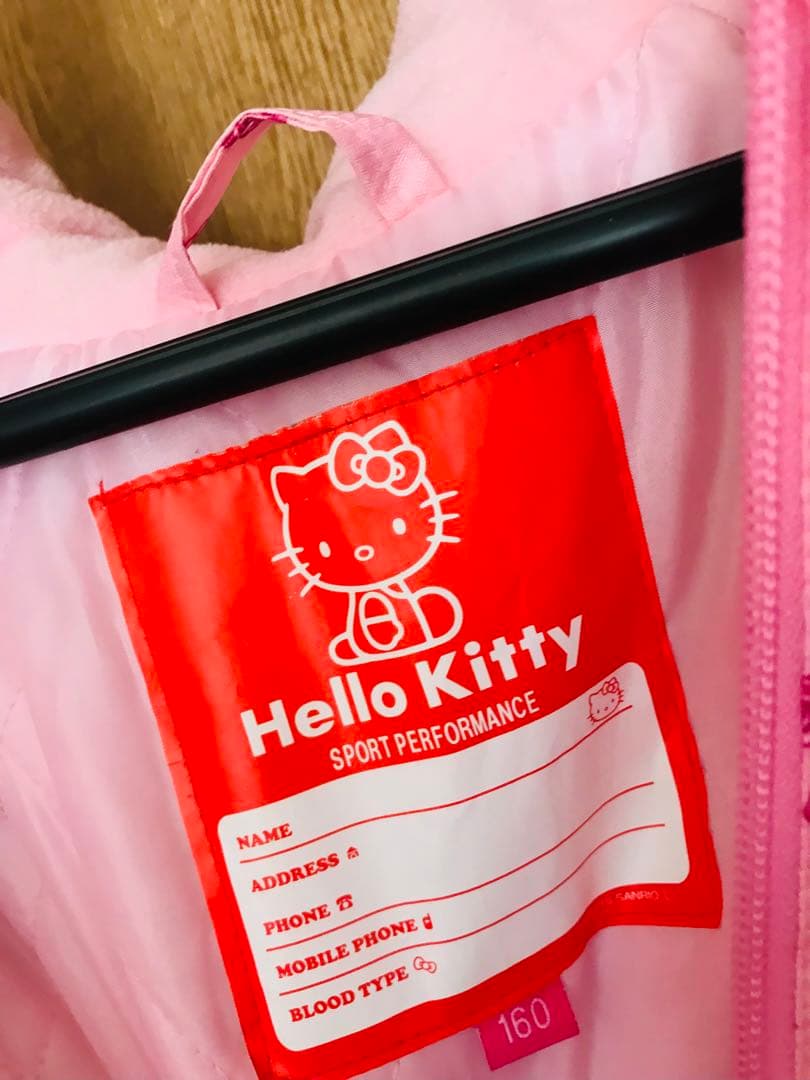 Hello Kitty
SPORT PERFORMANCE
NAME
ADDRESS
PHONE
MOBILE PHONE
BLOOD TYPE
SANRIO
160